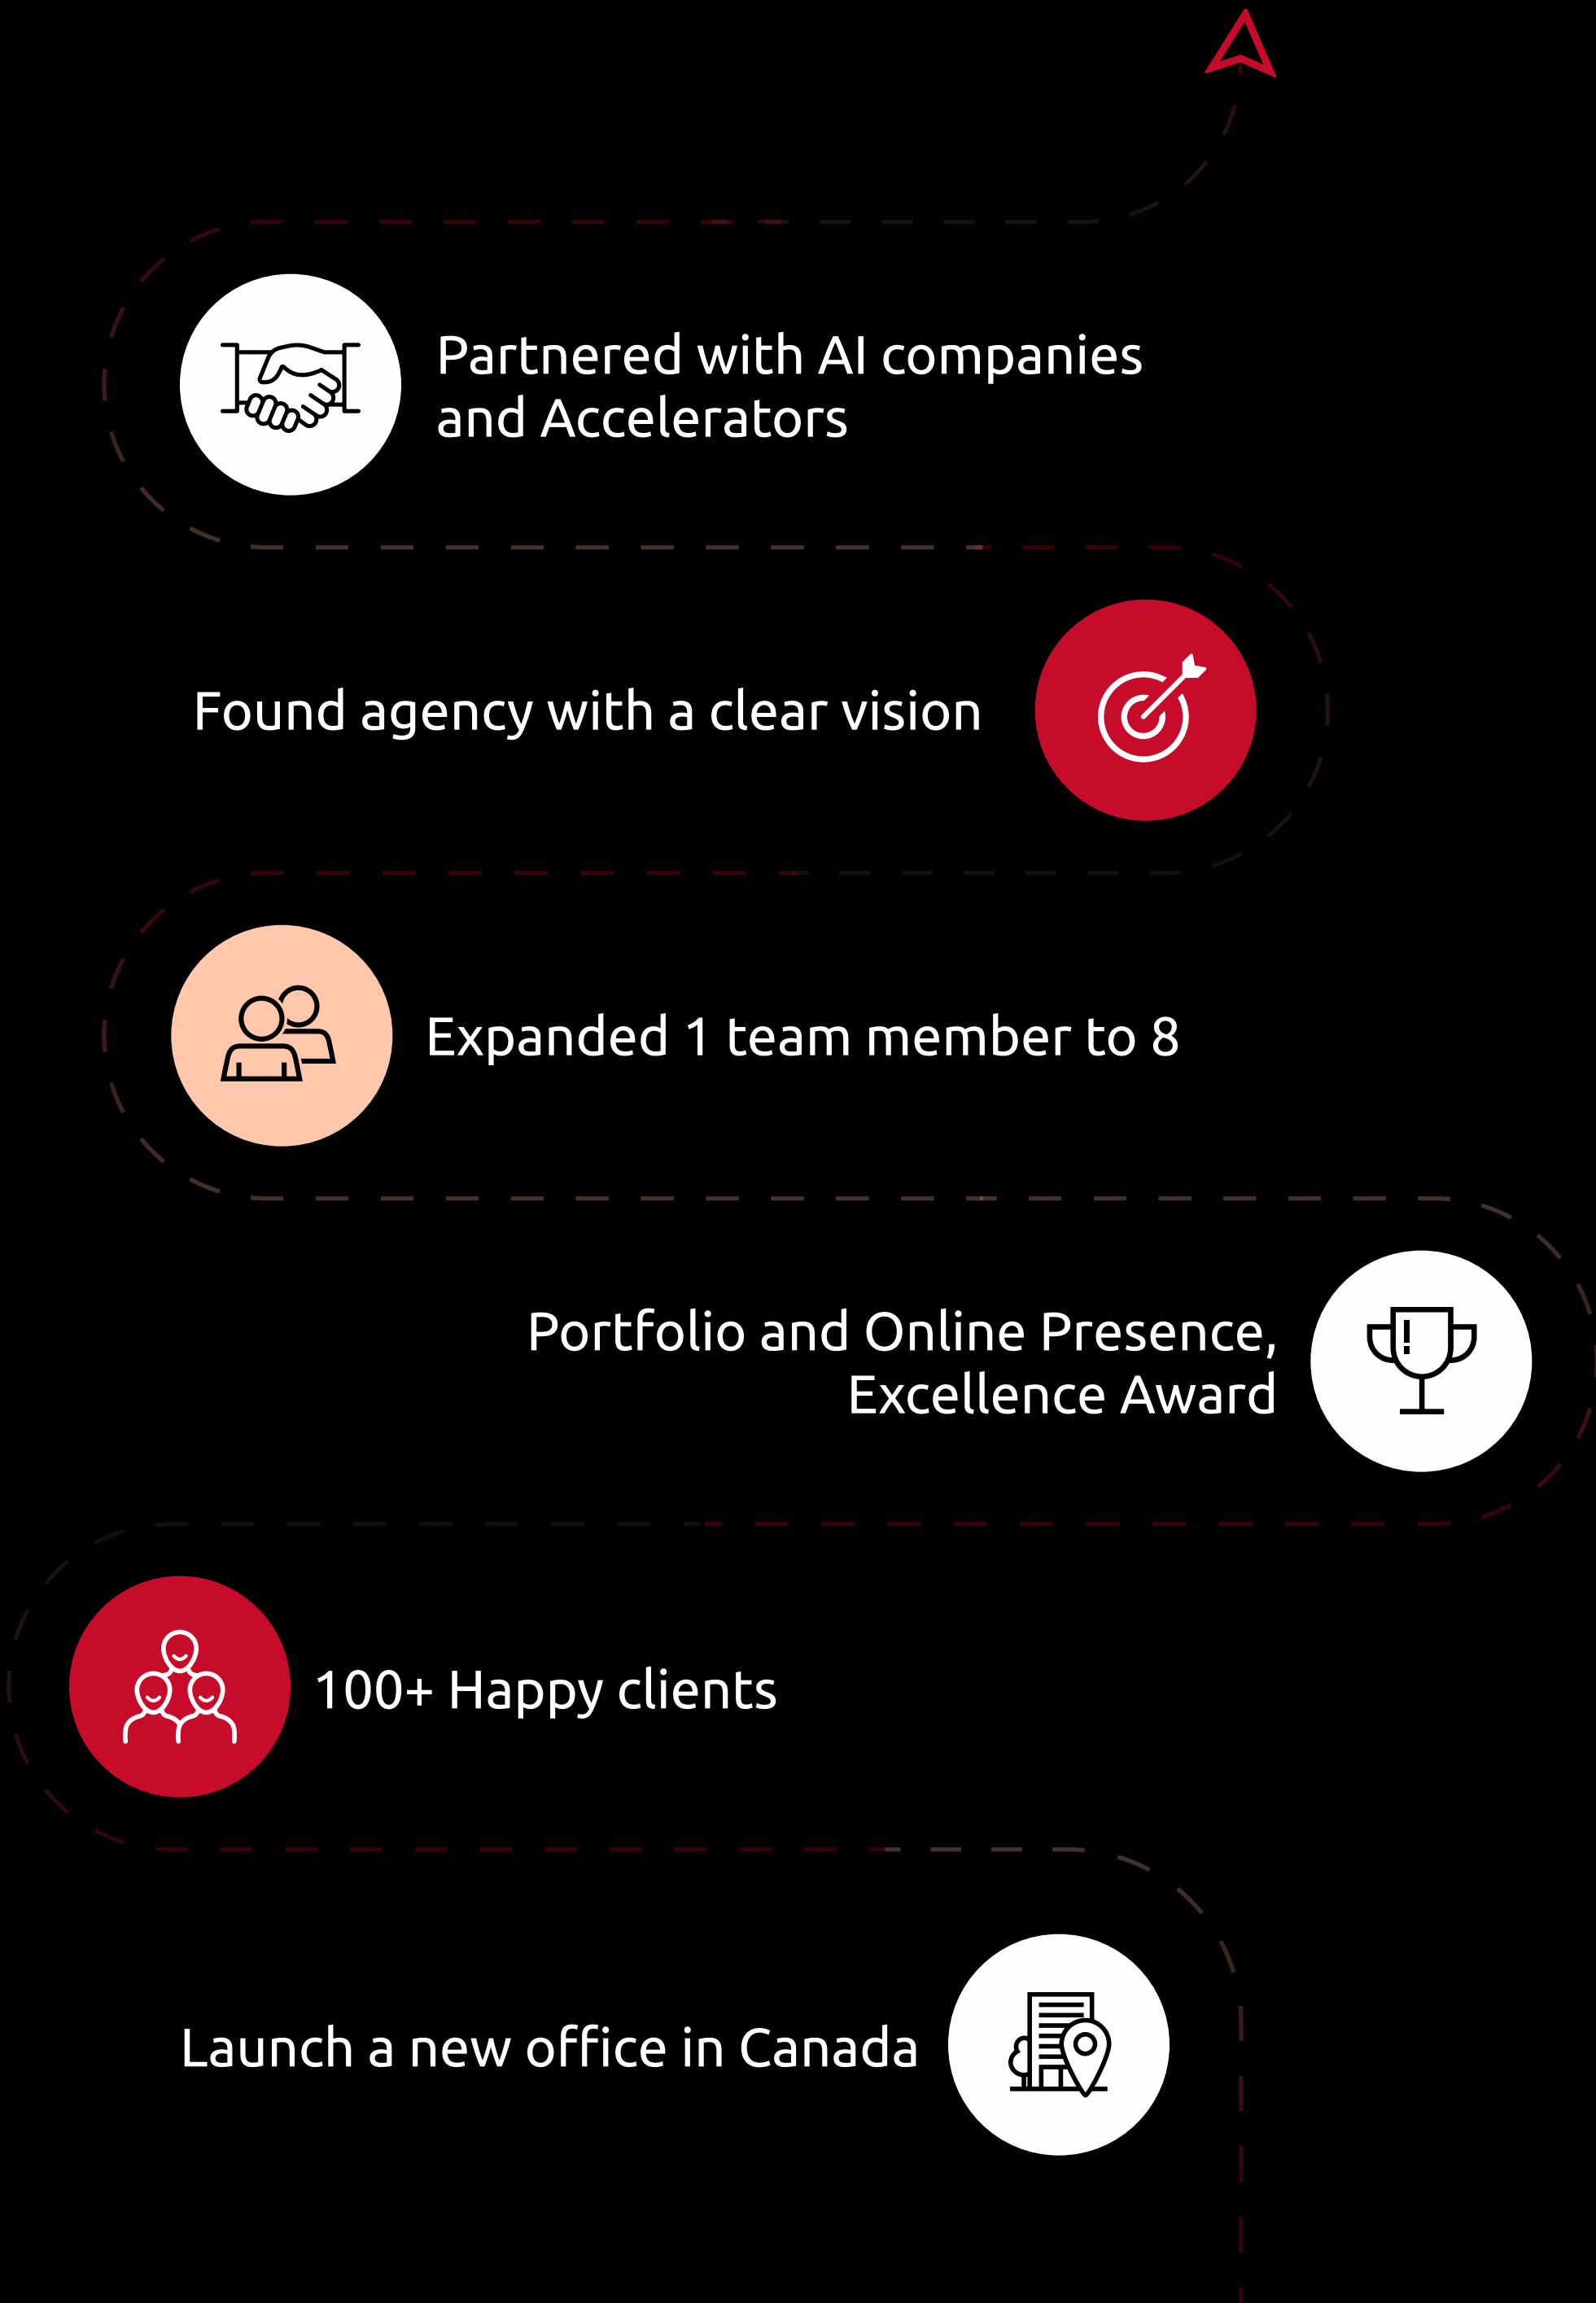 Partnered with AI companies
and Accelerators
Found agency with a clear vision
Expanded 1 team member to 8
Portfolio and Online Presence,
Excellence Award
100+ Happy clients
Launch a new office in Canada